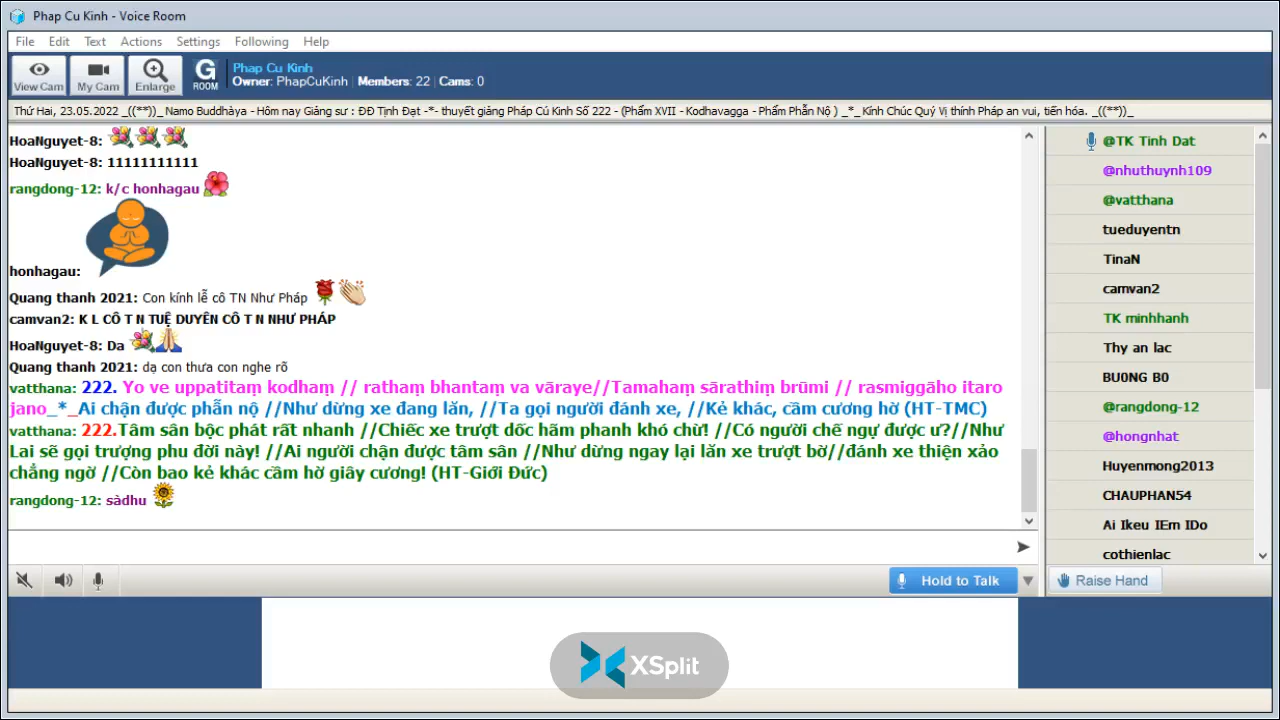 Phap Cu Kinh - Voice Room
File Edit Text Actions Settings Following Help
View Cam My Cam Enlarge G ROOM
Phap Cu Kinh
Owner: PhapCuKinh | Members: 22 | Cams: 0
Thứ Hai, 23.05.2022 _((**))_ Namo Buddhàya - Hôm nay Giảng sư : ĐĐ Tịnh Đạt -*- thuyết giảng Pháp Cú Kinh Số 222 - (Phẩm XVII - Kodhavagga - Phẩm Phẫn Nộ ) _*_ Kính Chúc Quý Vị thính Pháp an vui, tiến hóa. _((**))_
HoaNguyet-8:
HoaNguyet-8: 11111111111
rangdong-12: k/c honhagau
honhagau:
Quang thanh 2021: Con kính lễ cô TN Như Pháp
camvan2: K L CÔ T N TUỆ DUYÊN CÔ T N NHƯ PHÁP
HoaNguyet-8: Da
Quang thanh 2021: dạ con thưa con nghe rõ
vatthana: 222. Yo ve uppatitaṃ kodhaṃ // rathaṃ bhantaṃ va vāraye//Tamahaṃ sārathiṃ brūmi // rasmiggāho itaro
jano_*_Ai chận được phẫn nộ //Như dừng xe đang lăn, //Ta gọi người đánh xe, //Kẻ khác, cầm cương hờ (HT-TMC)
vatthana: 222.Tâm sân bộc phát rất nhanh //Chiếc xe trượt dốc hãm phanh khó chừ! //Có người chế ngự được ư?//Như
Lai sẽ gọi trượng phu đời này! //Ai người chận được tâm sân //Như dừng ngay lại lăn xe trượt bờ//đánh xe thiện xảo
chẳng ngờ //Còn bao kẻ khác cầm hờ giây cương! (HT-Giới Đức)
rangdong-12: sàdhu
@TK Tinh Dat
@nhuthuynh109
@vatthana
tueduyentn
TinaN
camvan2
TK minhhanh
Thy an lac
BU0NG B0
@rangdong-12
@hongnhat
Huyenmong2013
CHAUPHAN54
Ai Ikeu IEm IDo
cothienlac
Hold to Talk
Raise Hand
XSplit